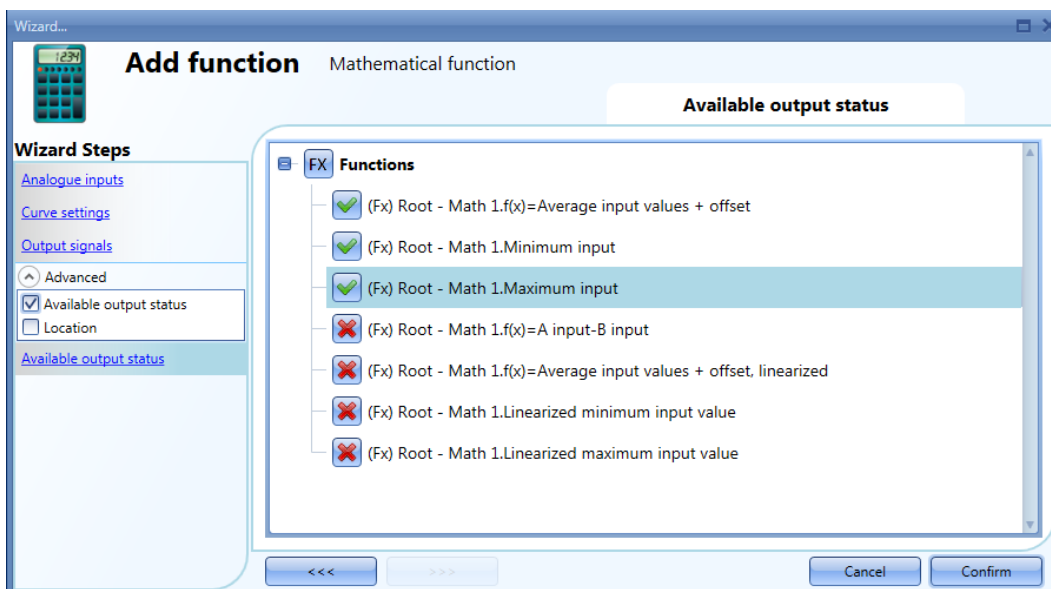 Wizard...
1234
Add function
Mathematical function
Available output status
Wizard Steps
Analogue inputs
Curve settings
Output signals
Advanced
Available output status
Location
Available output status
FX Functions
(Fx) Root - Math 1.f(x)=Average input values + offset
(Fx) Root - Math 1.Minimum input
(Fx) Root - Math 1.Maximum input
(Fx) Root - Math 1.f(x)=A input-B input
(Fx) Root - Math 1.f(x)=Average input values + offset, linearized
(Fx) Root - Math 1.Linearized minimum input value
(Fx) Root - Math 1.Linearized maximum input value
<<<
>>>
Cancel
Confirm